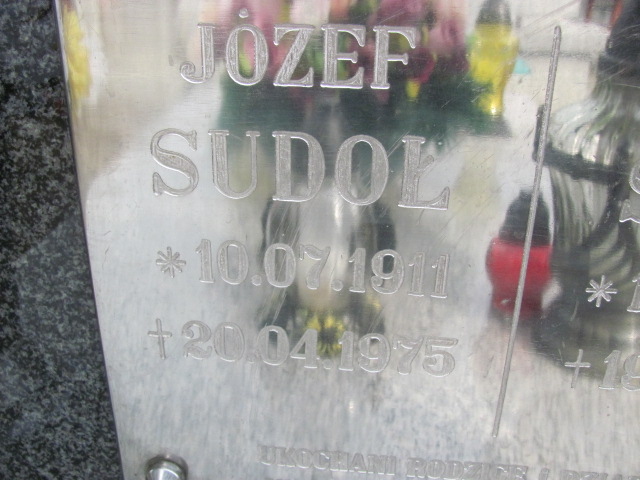 JÓZEF
SUDOŁ
* 10.07.1911
† 20.04.1975
UKOCHANI RODZICE I